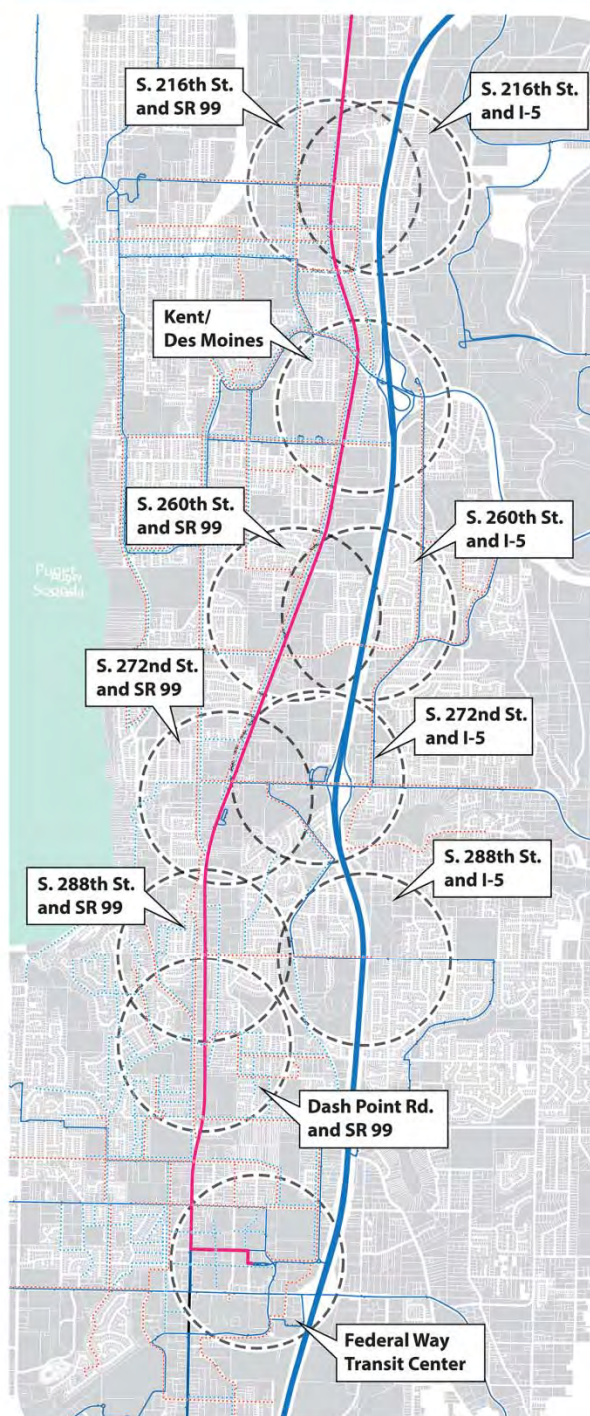 S. 216th St.
and SR 99
S. 216th St.
and I-5
Kent/
Des Moines
S. 260th St.
and SR 99
S. 260th St.
and I-5
Puget
S. 272nd St.
and SR 99
S. 272nd St.
and I-5
S. 288th St.
and SR 99
S. 288th St.
and I-5
Dash Point Rd.
and SR 99
Federal Way
Transit Center